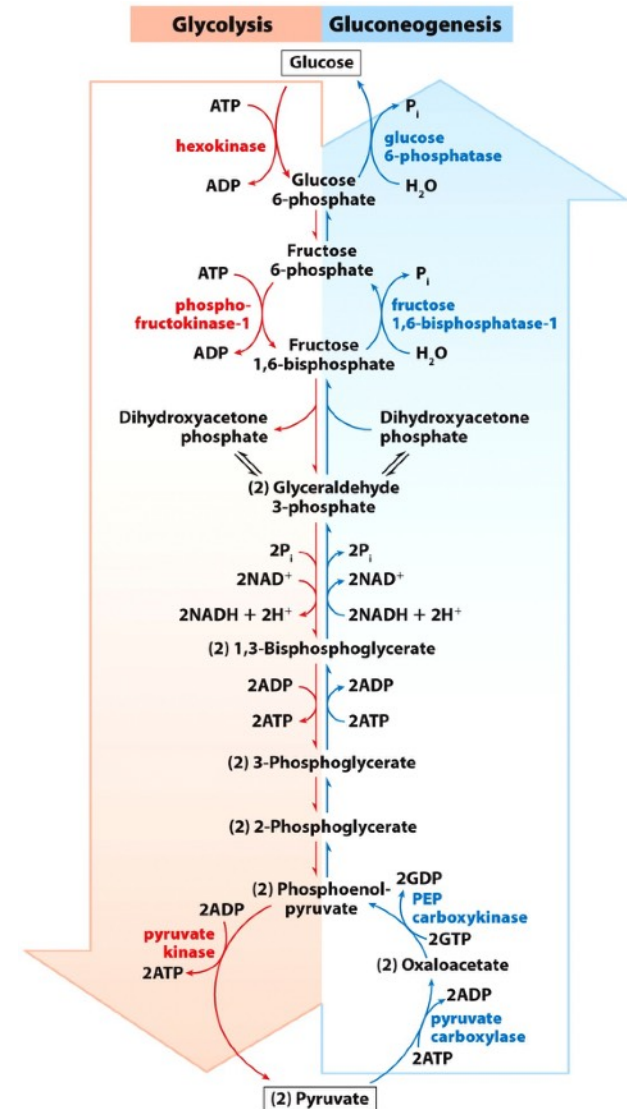 Glycolysis Gluconeogenesis
Glucose
ATP
hexokinase
ADP
Pi
glucose
6-phosphatase
H2O
Glucose
6-phosphate
Fructose
6-phosphate
ATP
phospho-
fructokinase-1
ADP
Pi
fructose
1,6-bisphosphatase-1
H2O
Fructose
1,6-bisphosphate
Dihydroxyacetone
phosphate
Dihydroxyacetone
phosphate
(2) Glyceraldehyde
3-phosphate
2Pi
2NAD+
2NADH + 2H+
2Pi
2NAD+
2NADH + 2H+
(2) 1,3-Bisphosphoglycerate
2ADP
2ATP
2ADP
2ATP
(2) 3-Phosphoglycerate
(2) 2-Phosphoglycerate
(2) Phosphoenol-
pyruvate
2ADP
pyruvate
kinase
2ATP
2GDP
PEP
carboxykinase
2GTP
(2) Oxaloacetate
2ADP
pyruvate
carboxylase
2ATP
(2) Pyruvate